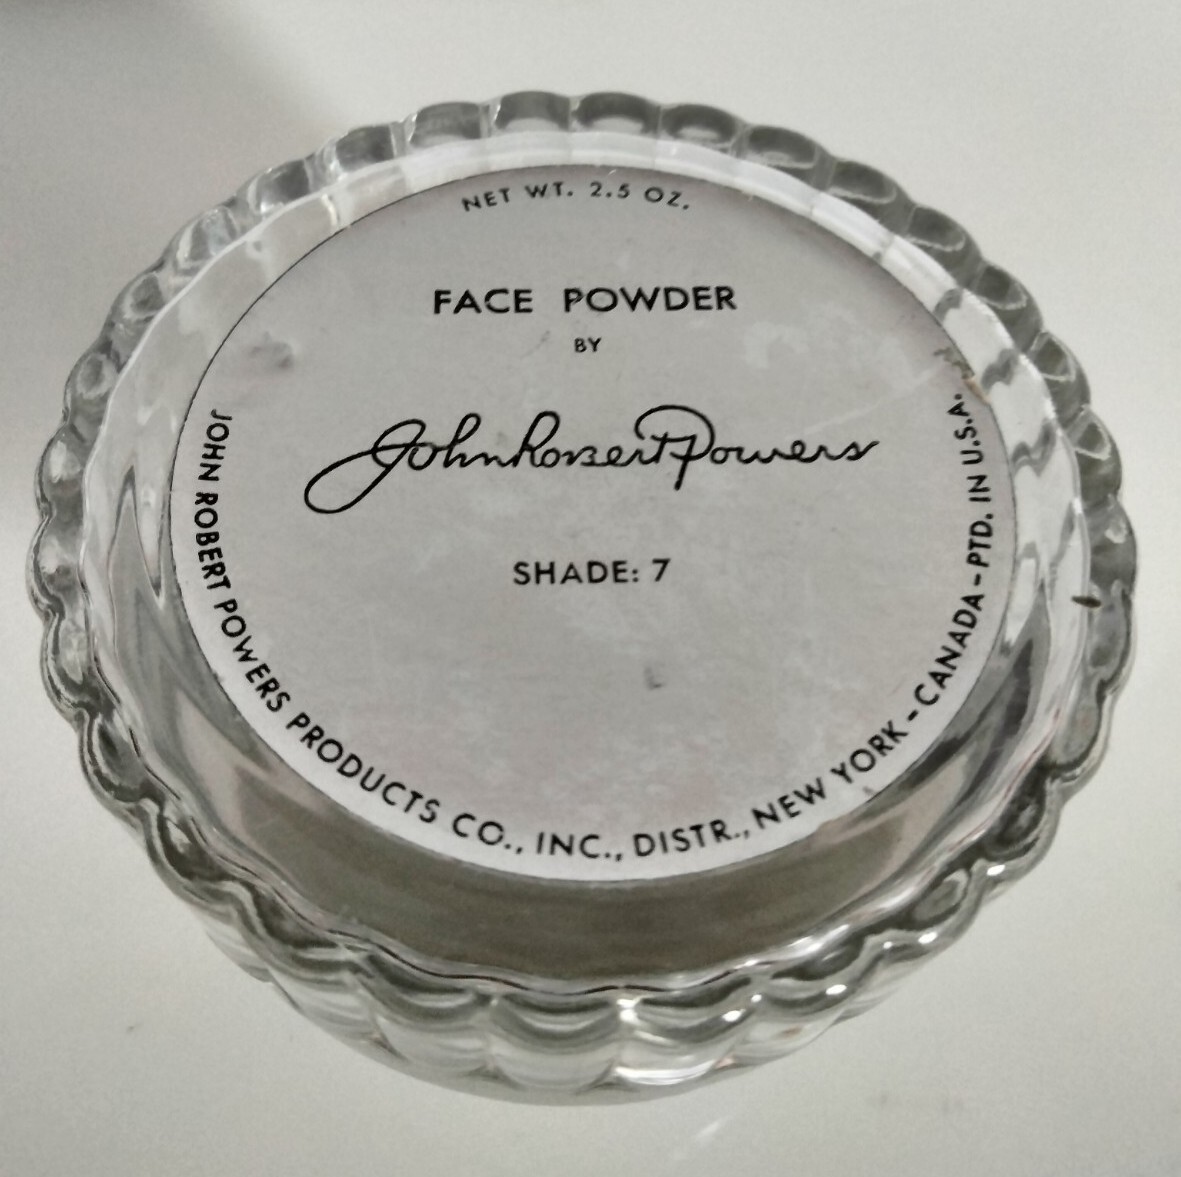 NET WT. 2.5 OZ.
FACE POWDER
BY
John Robert Powers
SHADE: 7
JOHN ROBERT POWERS PRODUCTS CO., INC., DISTR., NEW YORK - CANADA - PTD. IN U.S.A.